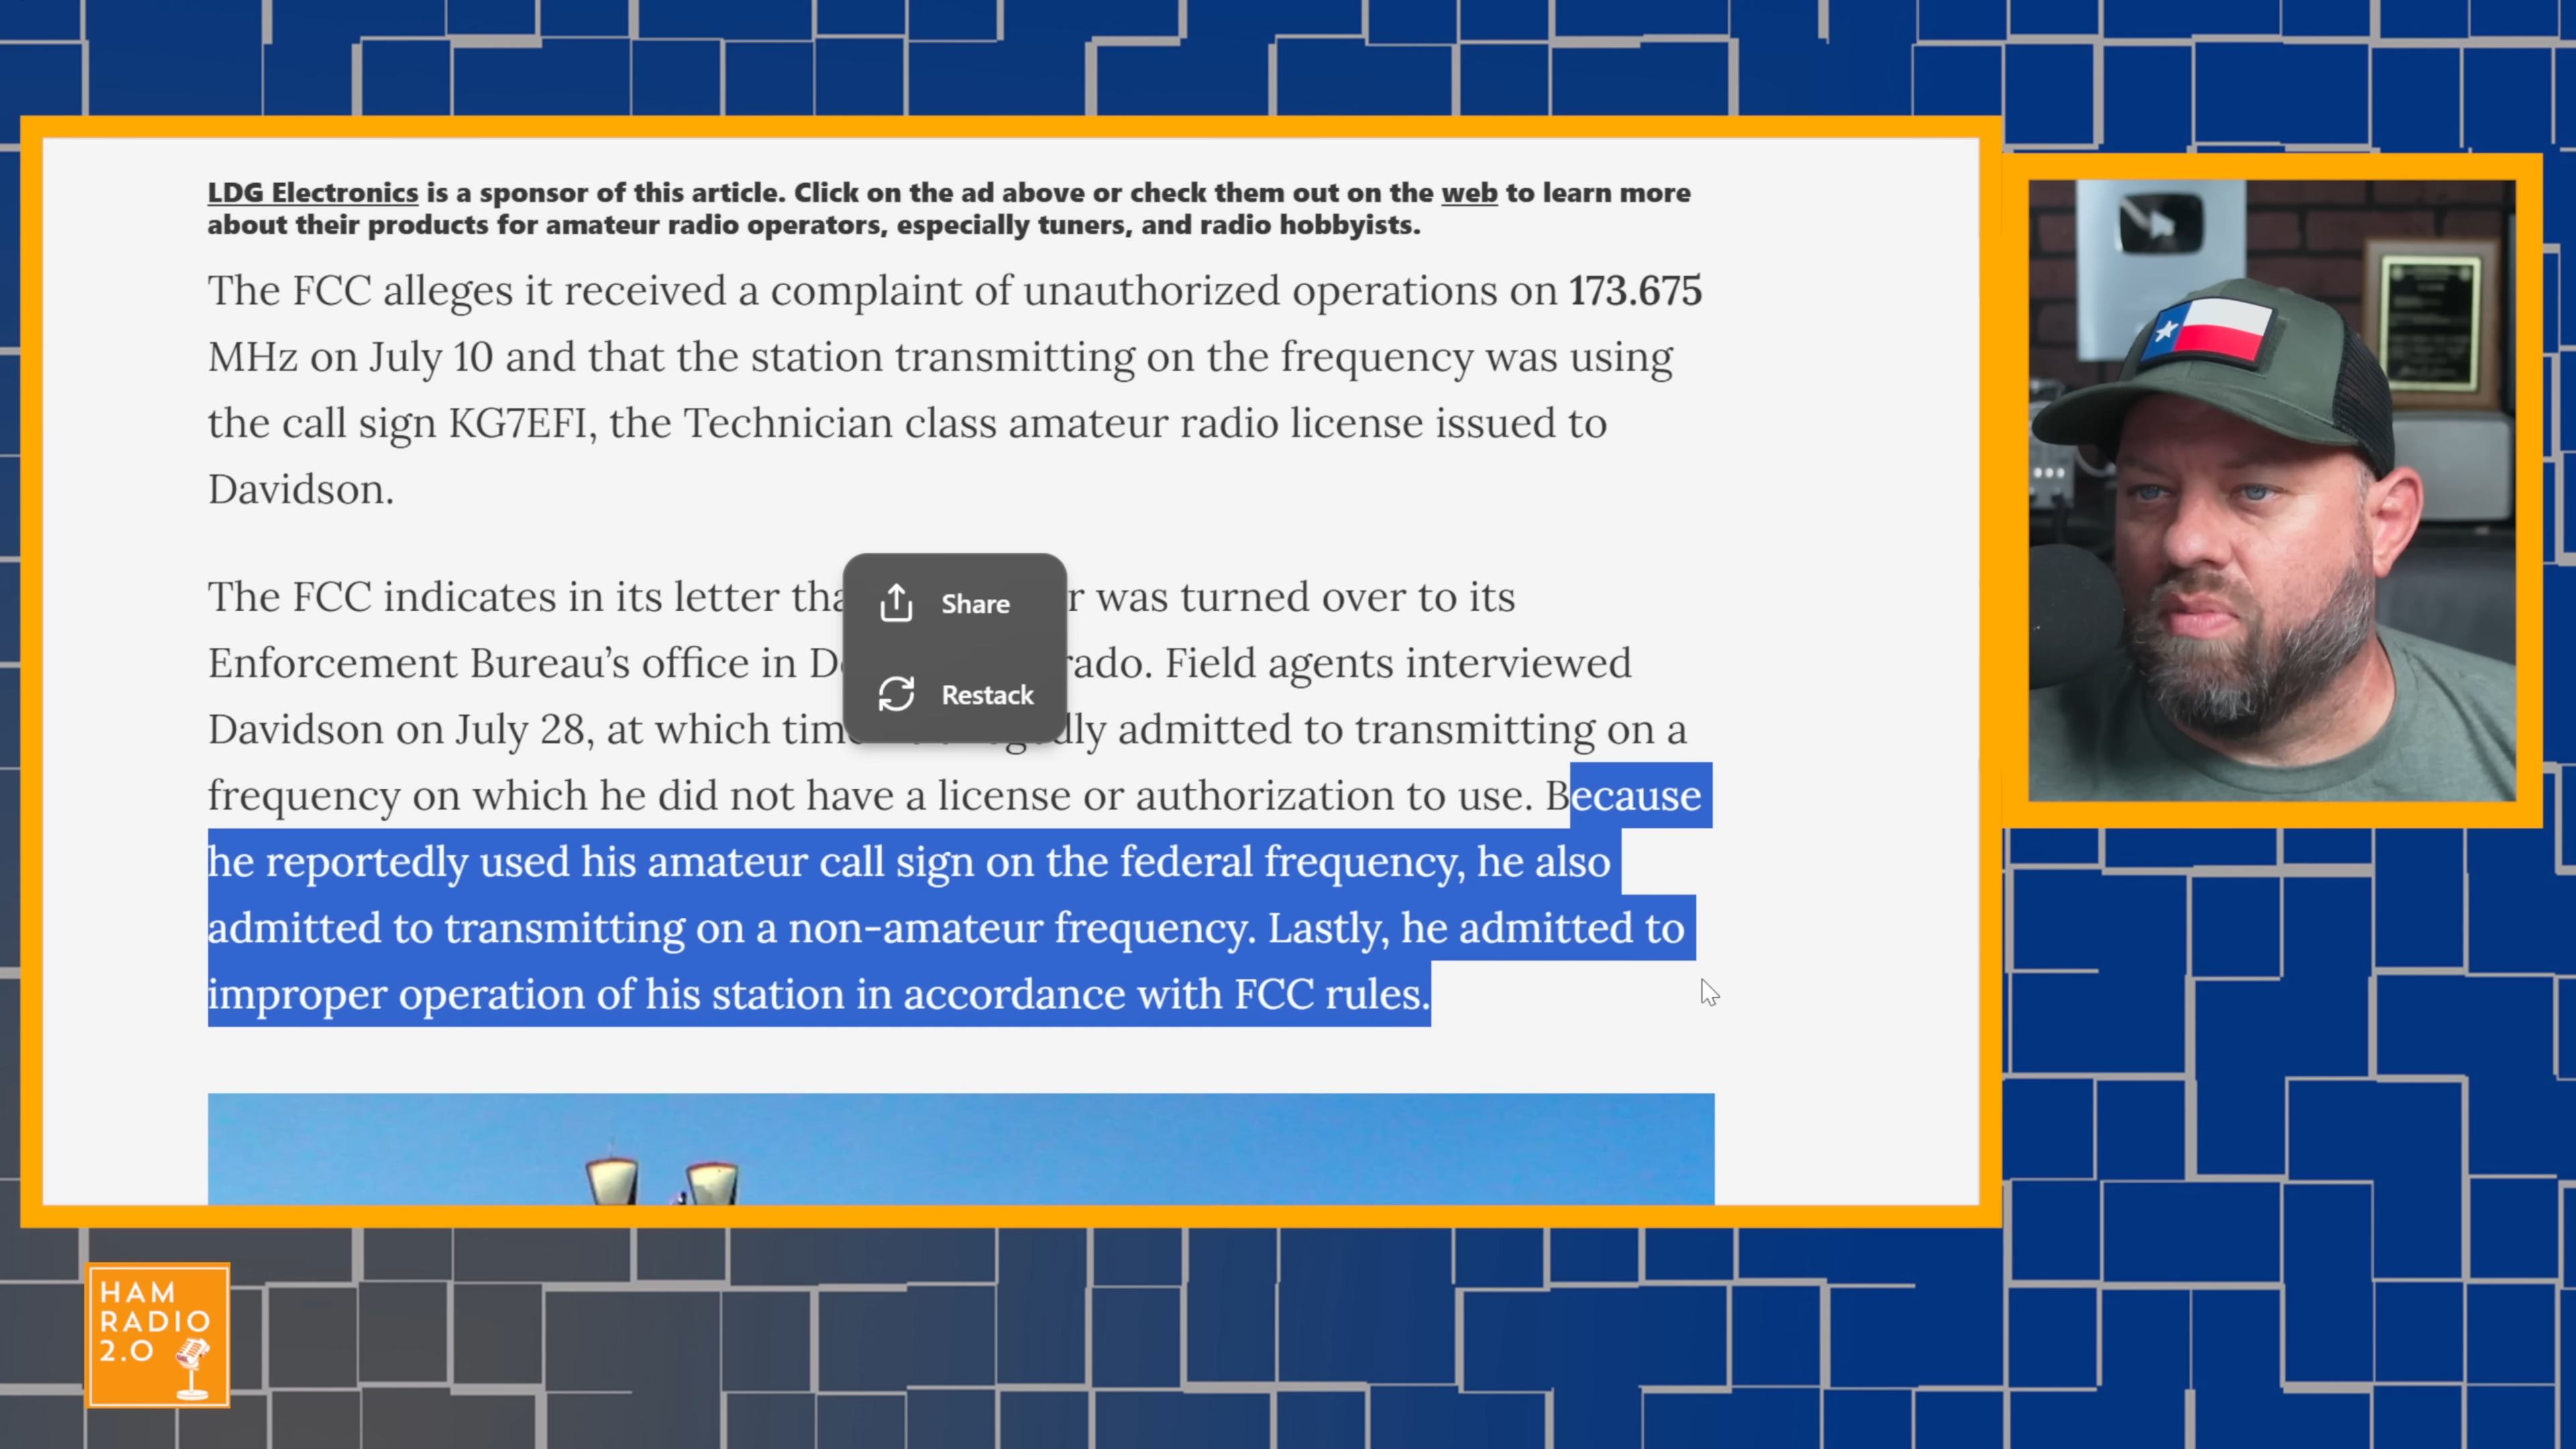 LDG Electronics is a sponsor of this article. Click on the ad above or check them out on the web to learn more
about their products for amateur radio operators, especially tuners, and radio hobbyists.
The FCC alleges it received a complaint of unauthorized operations on 173.675
MHz on July 10 and that the station transmitting on the frequency was using
the call sign KG7EFI, the Technician class amateur radio license issued to
Davidson.
The FCC indicates in its letter was turned over to its
Share
Enforcement Bureau’s office in Field agents interviewed
Restack
Davidson on July 28, at which admitted to transmitting on a
frequency on which he did not have a license or authorization to use. Because
he reportedly used his amateur call sign on the federal frequency, he also
admitted to transmitting on a non-amateur frequency. Lastly, he admitted to
improper operation of his station in accordance with FCC rules.
HAM
RADIO
2.0